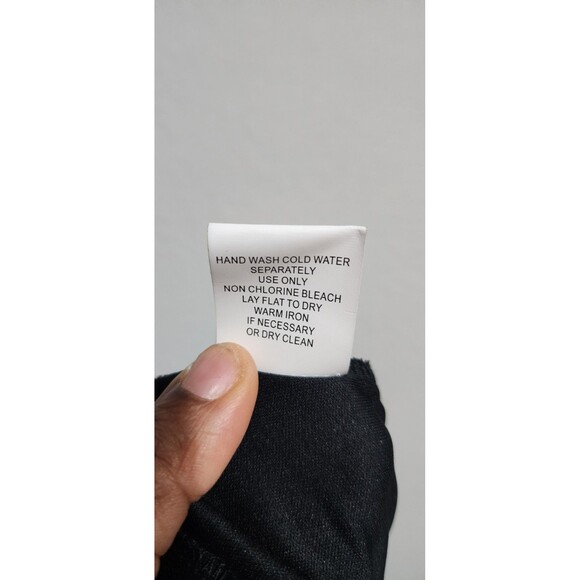 HAND WASH COLD WATER
SEPARATELY
USE ONLY
NON CHLORINE BLEACH
LAY FLAT TO DRY
WARM IRON
IF NECESSARY
OR DRY CLEAN